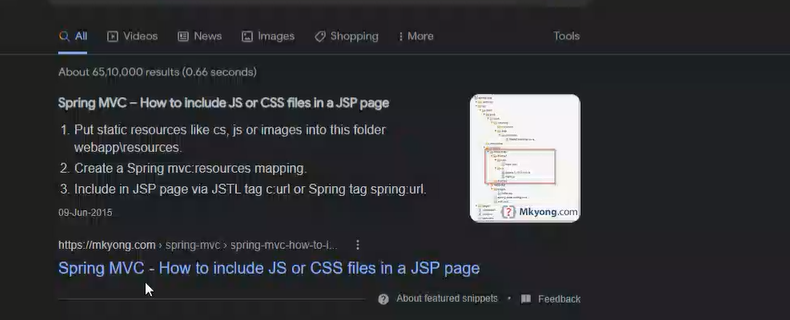 All Videos News Images Shopping More Tools
About 65,10,000 results (0.66 seconds)
Spring MVC – How to include JS or CSS files in a JSP page
1. Put static resources like cs, js or images into this folder
webapp\resources.
2. Create a Spring mvc:resources mapping.
3. Include in JSP page via JSTL tag c:url or Spring tag spring:url.
Mkyong.com
09-Jun-2015
https://mkyong.com › spring-mvc › spring-mvc-how-to-i...
Spring MVC - How to include JS or CSS files in a JSP page
About featured snippets • Feedback